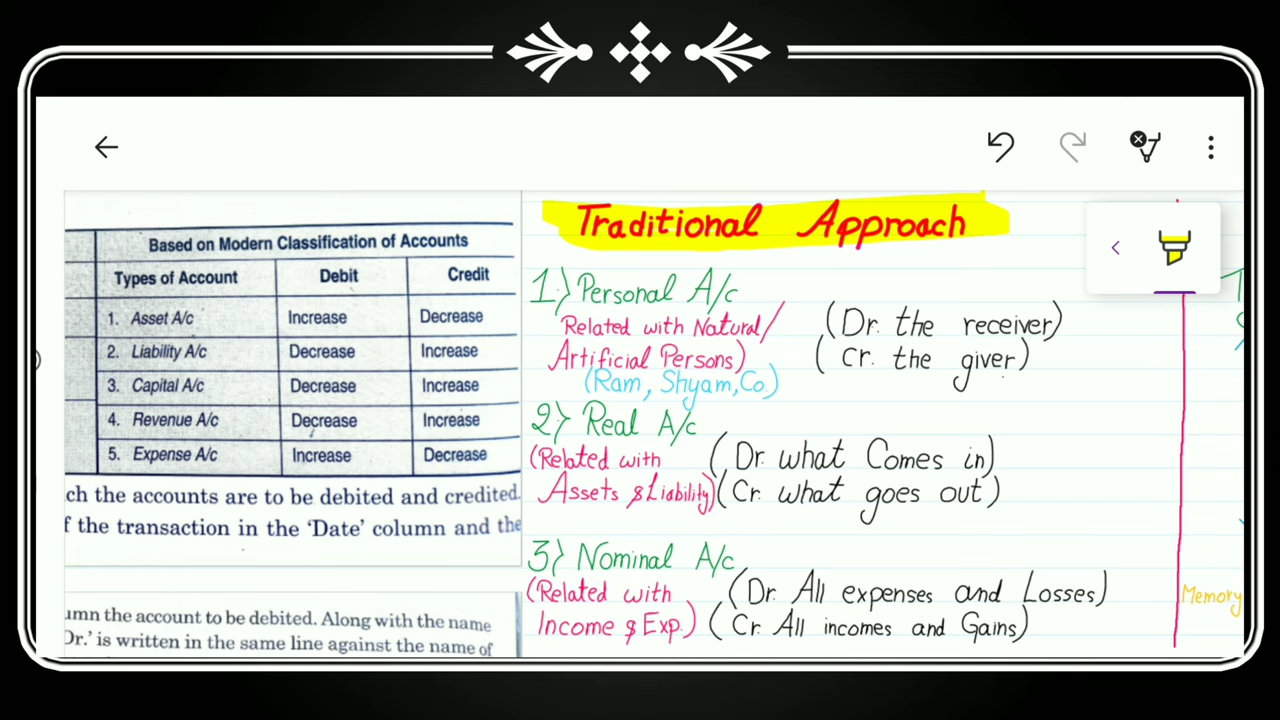 Based on Modern Classification of Accounts
Types of Account Debit Credit
1. Asset A/c Increase Decrease
2. Liability A/c Decrease Increase
3. Capital A/c Decrease Increase
4. Revenue A/c Decrease Increase
5. Expense A/c Increase Decrease
ch the accounts are to be debited and credited.
f the transaction in the ‘Date’ column and the
umn the account to be debited. Along with the name
Dr.’ is written in the same line against the name of
Traditional Approach
1) Personal A/c
Related with Natural/ (Dr. the receiver)
Artificial Persons) (Cr. the giver)
(Ram, Shyam, Co.)
2) Real A/c
(Related with (Dr. what Comes in)
Assets & Liability) (Cr. what goes out)
3) Nominal A/c
(Related with (Dr. All expenses and Losses)
Income & Exp.) (Cr. All incomes and Gains)
Memory